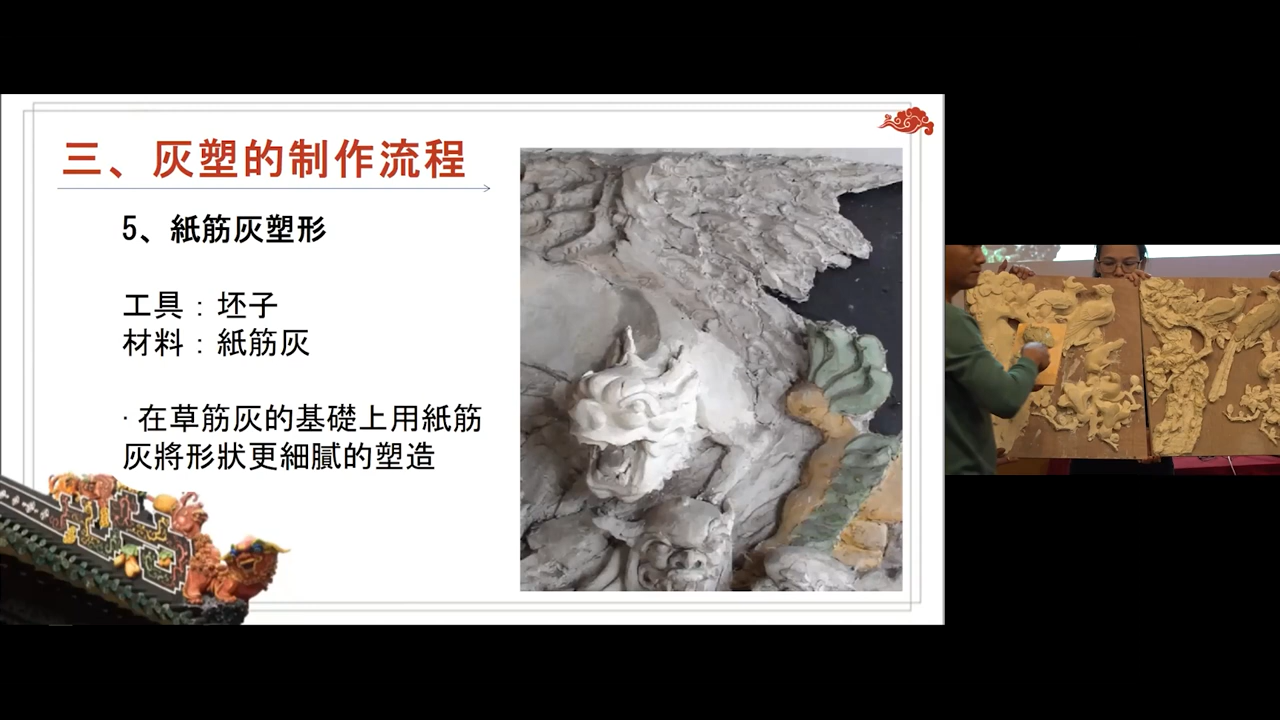 三、灰塑的制作流程
5、紙筋灰塑形
工具：坯子
材料：紙筋灰
· 在草筋灰的基礎上用紙筋
灰將形狀更細膩的塑造